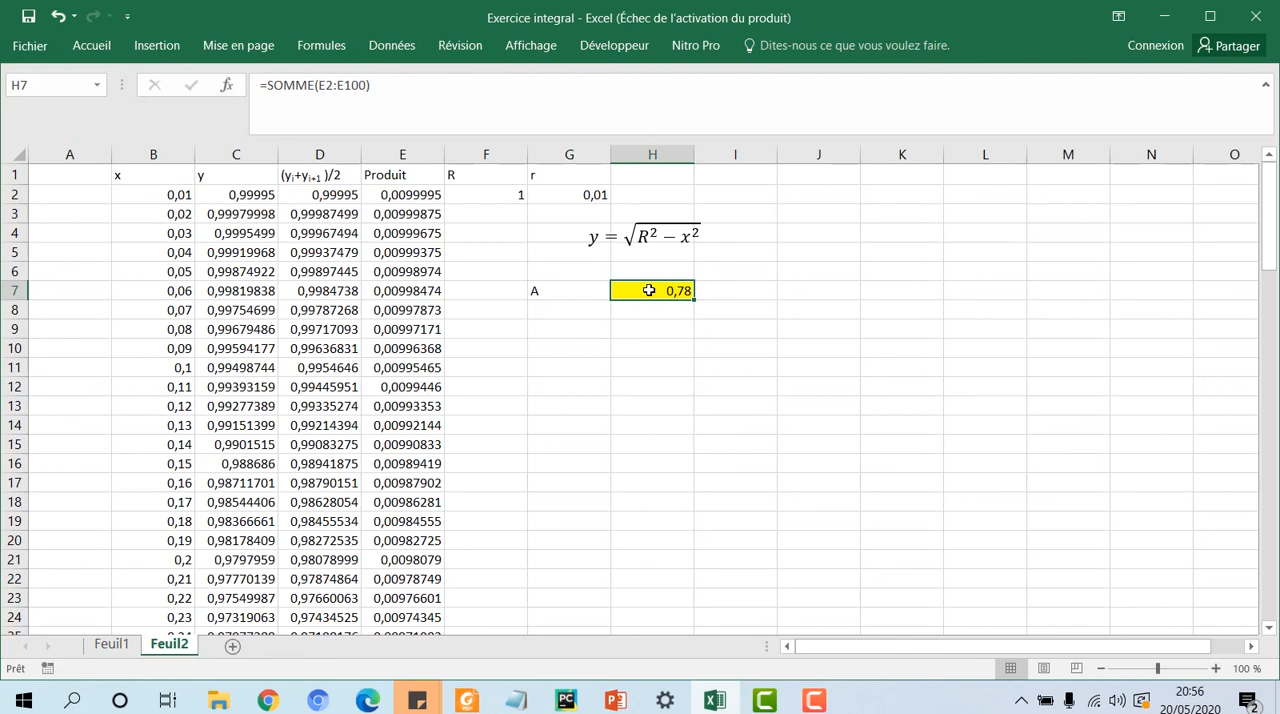 Exercice integral - Excel (Échec de l'activation du produit)
Fichier Accueil Insertion Mise en page Formules Données Révision Affichage Développeur Nitro Pro Dites-nous ce que vous voulez faire. Connexion Partager
H7 fx =SOMME(E2:E100)
A B C D E F G H I J K L M N O
1 x y (yi+yi+1 )/2 Produit R r
2 0,01 0,99995 0,99995 0,0099995 1 0,01
3 0,02 0,99979998 0,99987499 0,00999875
4 0,03 0,9995499 0,99967494 0,00999675 y = √R² − x²
5 0,04 0,99919968 0,99937479 0,00999375
6 0,05 0,99874922 0,99897445 0,00998974
7 0,06 0,99819838 0,9984738 0,00998474 A 0,78
8 0,07 0,99754699 0,99787268 0,00997873
9 0,08 0,99679486 0,99717093 0,00997171
10 0,09 0,99594177 0,99636831 0,00996368
11 0,1 0,99498744 0,9954646 0,00995465
12 0,11 0,99393159 0,99445951 0,0099446
13 0,12 0,99277389 0,99335274 0,00993353
14 0,13 0,99151399 0,99214394 0,00992144
15 0,14 0,9901515 0,99083275 0,00990833
16 0,15 0,988686 0,98941875 0,00989419
17 0,16 0,98711701 0,98790151 0,00987902
18 0,17 0,98544406 0,98628054 0,00986281
19 0,18 0,98366661 0,98455534 0,00984555
20 0,19 0,98178409 0,98272535 0,00982725
21 0,2 0,9797959 0,98078999 0,0098079
22 0,21 0,97770139 0,97874864 0,00978749
23 0,22 0,97549987 0,97660063 0,00976601
24 0,23 0,97319063 0,97434525 0,00974345
Feuil1 Feuil2
Prêt 100 %
20:56
20/05/2020
2